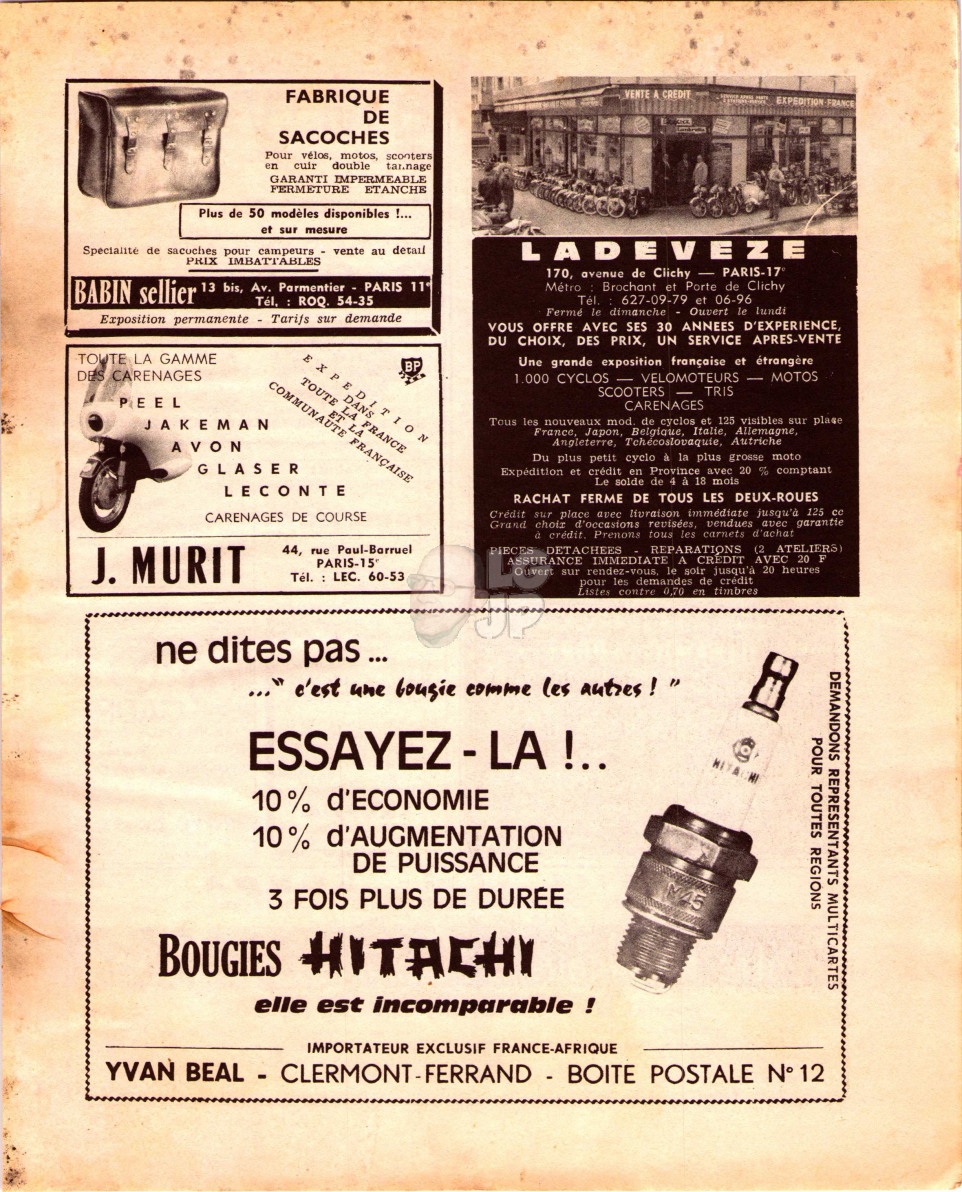 FABRIQUE
DE
SACOCHES
Pour vélos, motos, scooters
en cuir double tannage
GARANTI IMPERMEABLE
FERMETURE ETANCHE
Plus de 50 modèles disponibles !...
et sur mesure
Specialité de sacoches pour campeurs - vente au détail
PRIX IMBATTABLES
BABIN sellier 13 bis, Av. Parmentier - PARIS 11e
Tél. : ROQ. 54-35
Exposition permanente - Tarifs sur demande
TOUTE LA GAMME
DES CARENAGES
PEEL
JAKEMAN
AVON
GLASER
LECONTE
CARENAGES DE COURSE
EXPEDITION
DANS
TOUTE LA FRANCE
ET LA
COMMUNAUTÉ FRANÇAISE
BP
J. MURIT
44, rue Paul-Barruel
PARIS-15°
Tél. : LEC. 60-53
VENTE A CREDIT
EXPEDITION-FRANCE
LADEVEZE
170, avenue de Clichy — PARIS-17°
Métro : Brochant et Porte de Clichy
Tél. : 627-09-79 et 06-96
Fermé le dimanche - Ouvert le lundi
VOUS OFFRE AVEC SES 30 ANNEES D'EXPERIENCE,
DU CHOIX, DES PRIX, UN SERVICE APRES-VENTE
Une grande exposition française et étrangère
1.000 CYCLOS — VELOMOTEURS — MOTOS
SCOOTERS — TRIS
CARENAGES
Tous les nouveaux mod. de cyclos et 125 visibles sur place
France, Japon, Belgique, Italie, Allemagne,
Angleterre, Tchécoslovaquie, Autriche
Du plus petit cyclo à la plus grosse moto
Expédition et crédit en Province avec 20 % comptant
Le solde de 4 à 18 mois
RACHAT FERME DE TOUS LES DEUX-ROUES
Crédit sur place avec livraison immédiate jusqu'à 125 cc
Grand choix d'occasions revisées, vendues avec garantie
à crédit. Prenons tous les carnets d'achat
PIECES DETACHEES - REPARATIONS (2 ATELIERS)
ASSURANCE IMMEDIATE A CREDIT AVEC 20 F
Ouvert sur rendez-vous, le soir jusqu'à 20 heures
pour les demandes de crédit
Listes contre 0,70 en timbres
LO
JP
ne dites pas ...
..." c'est une bougie comme les autres ! "
ESSAYEZ - LA !..
10 % d'ECONOMIE
10 % d'AUGMENTATION
DE PUISSANCE
3 FOIS PLUS DE DURÉE
BOUGIES HITACHI
elle est incomparable !
HITACHI
M45
DEMANDONS REPRESENTANTS MULTICARTES
POUR TOUTES REGIONS
IMPORTATEUR EXCLUSIF FRANCE-AFRIQUE
YVAN BEAL - CLERMONT-FERRAND - BOITE POSTALE N° 12